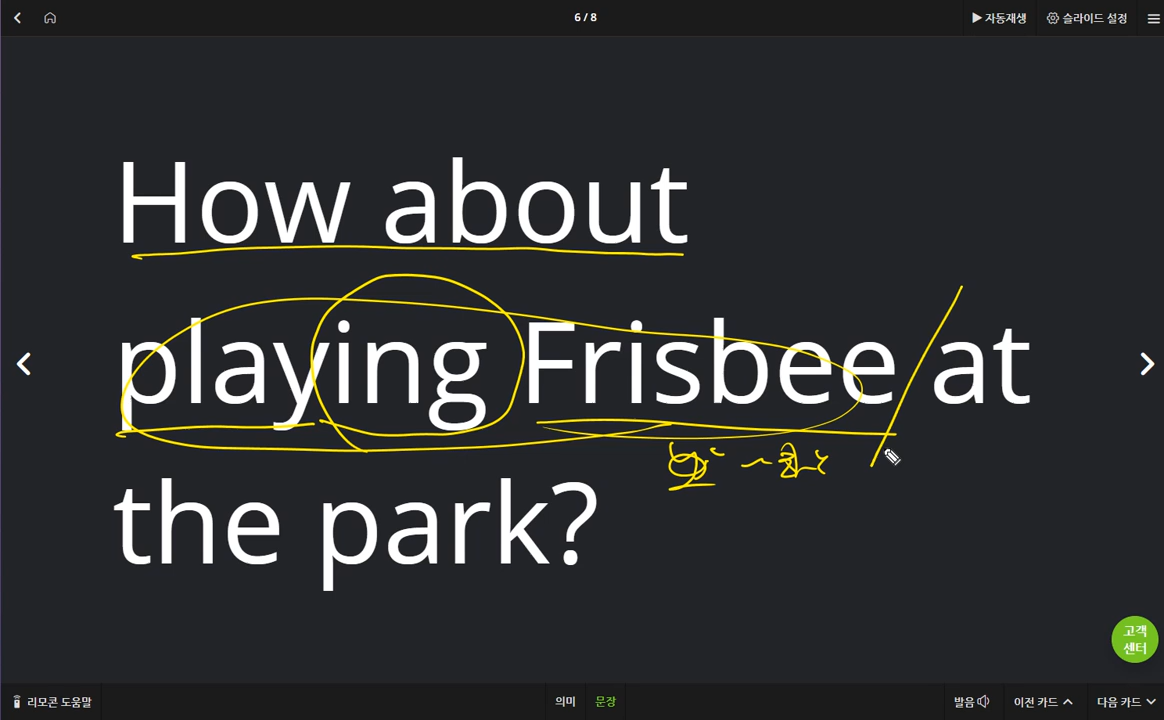 6 / 8
자동재생
슬라이드 설정
How about
playing Frisbee at
the park?
고객
센터
리모콘 도움말
의미
문장
발음
이전 카드
다음 카드